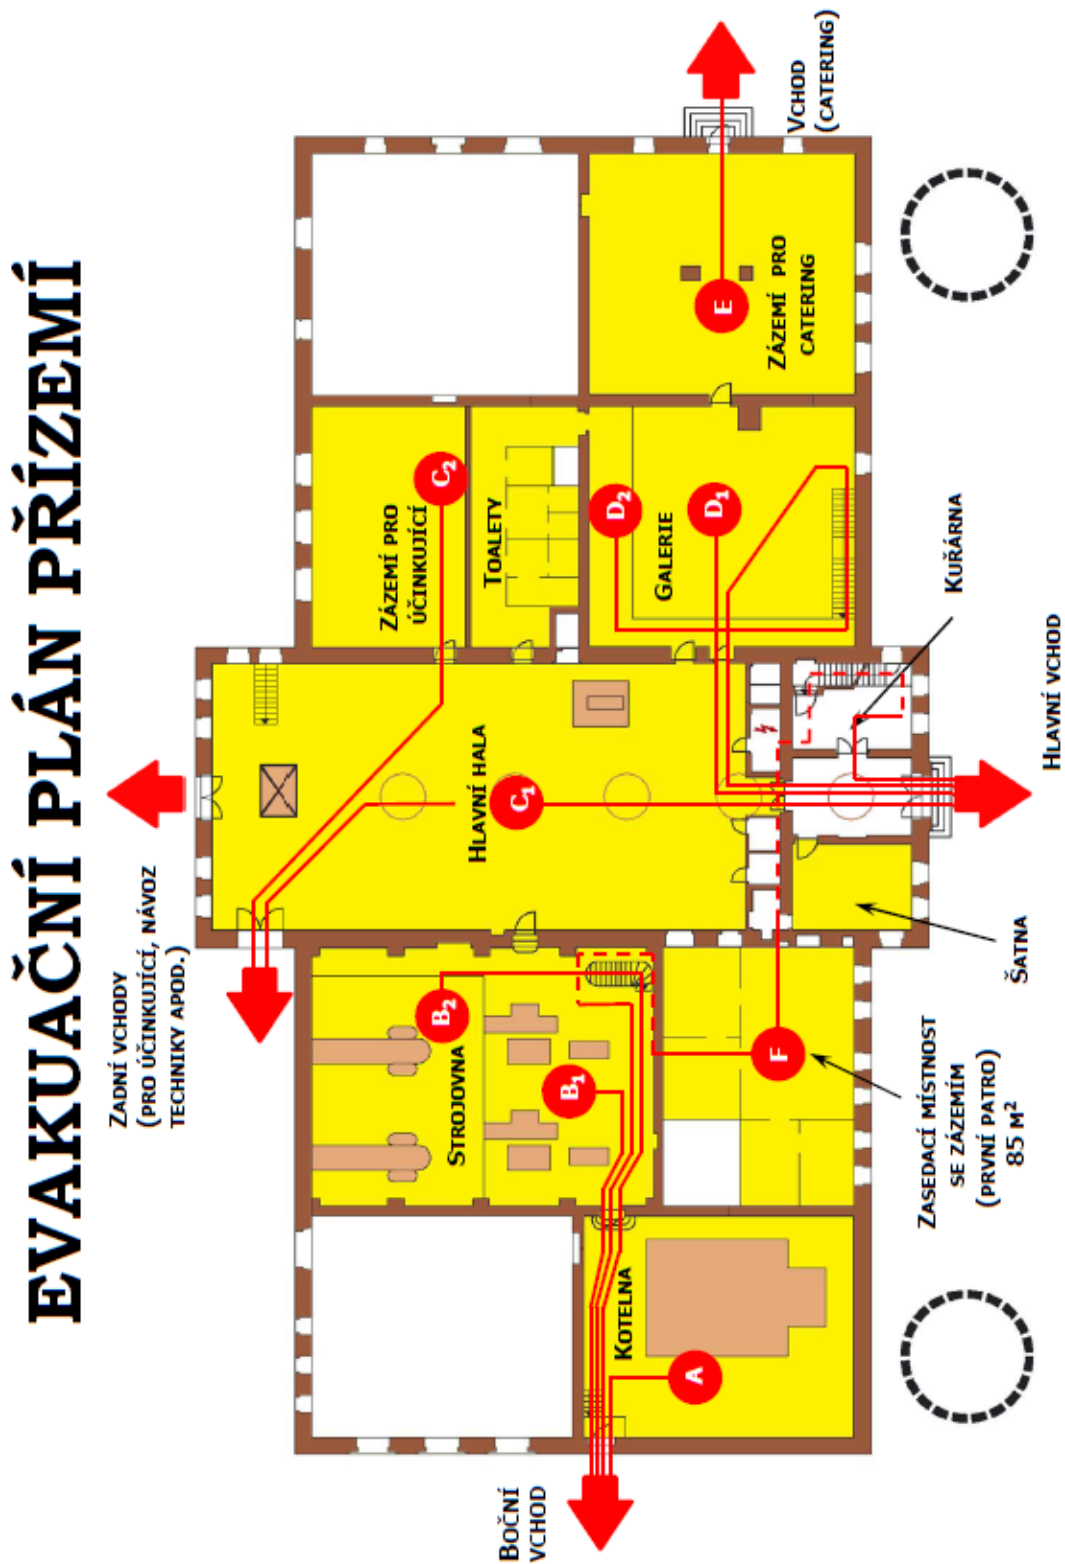 EVAKUAČNÍ PLÁN PŘÍZEMÍ
ZADNÍ VCHODY
(PRO ÚČINKUJÍCÍ, NÁVOZ
TECHNIKY APOD.)
ZÁZEMÍ PRO
ÚČINKUJÍCÍ
C2
TOALETY
STROJOVNA
B2
B1
HLAVNÍ HALA
C1
D2
D1
GALERIE
E
ZÁZEMÍ PRO
CATERING
VCHOD
(CATERING)
BOČNÍ
VCHOD
KOTELNA
A
F
ZASEDACÍ MÍSTNOST
SE ZÁZEMÍM
(PRVNÍ PATRO)
85 M²
ŠATNA
HLAVNÍ VCHOD
KUŘÁRNA